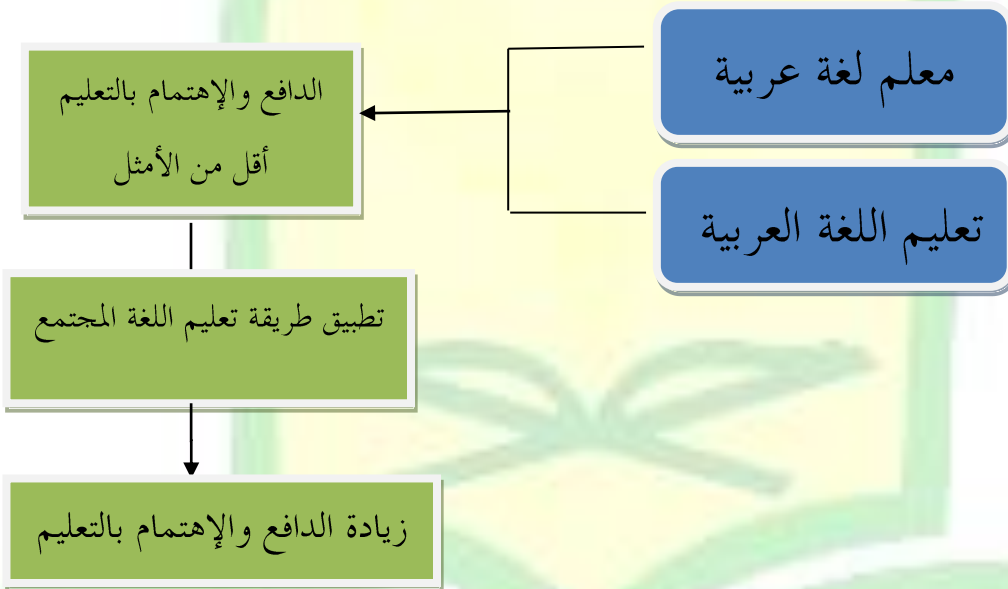 معلم لغة عربية
تعليم اللغة العربية
الدافع والإهتمام بالتعليم
أقل من الأمثل
تطبيق طريقة تعليم اللغة المجتمع
زيادة الدافع والإهتمام بالتعليم